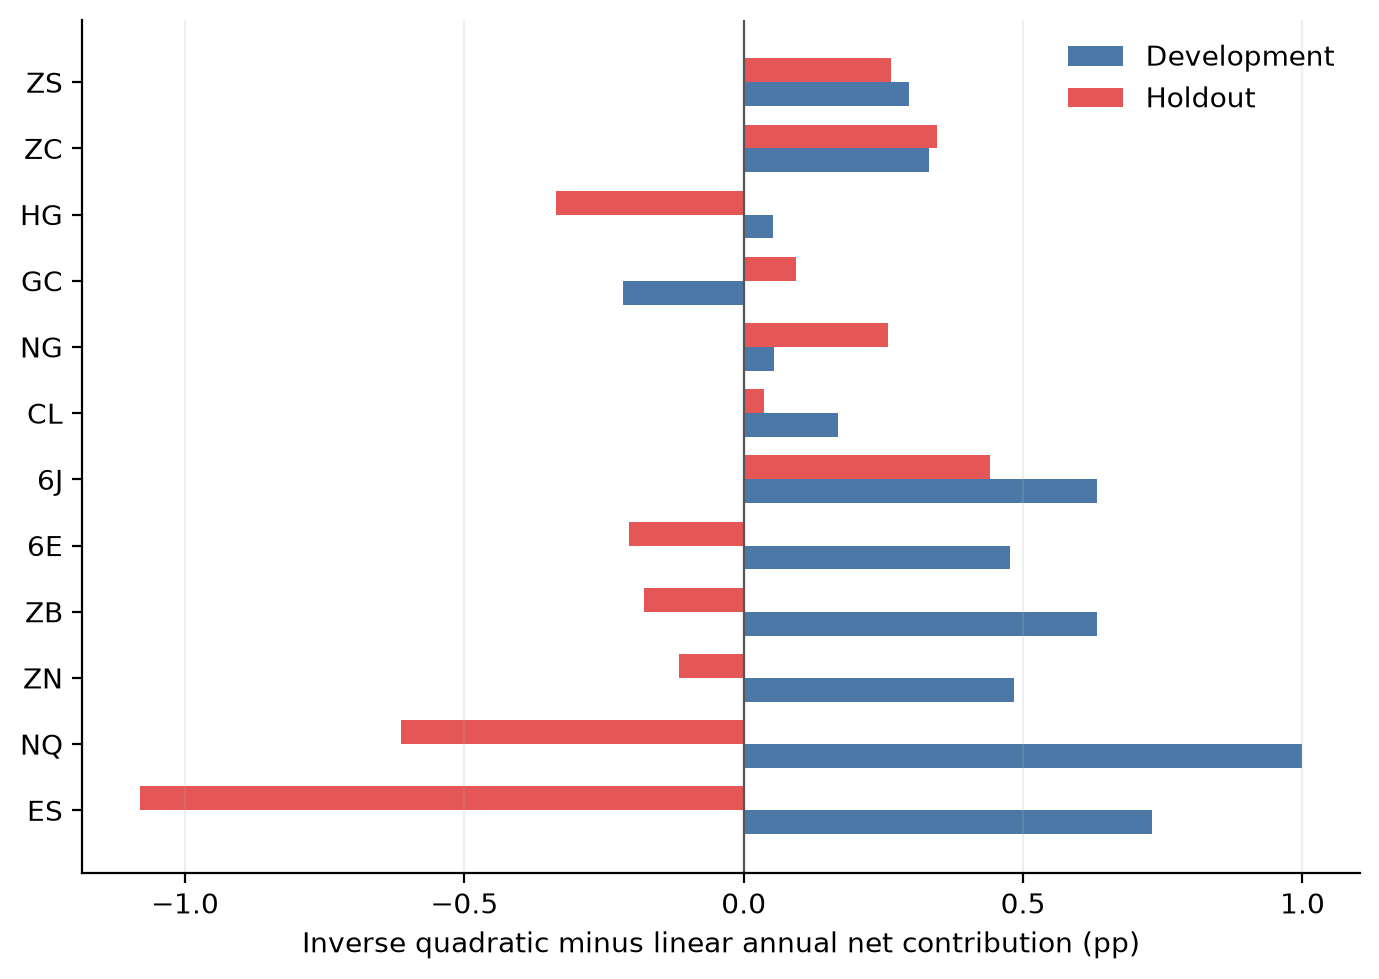 Development
Holdout
ZS
ZC
HG
GC
NG
CL
6J
6E
ZB
ZN
NQ
ES
−1.0 −0.5 0.0 0.5 1.0
Inverse quadratic minus linear annual net contribution (pp)